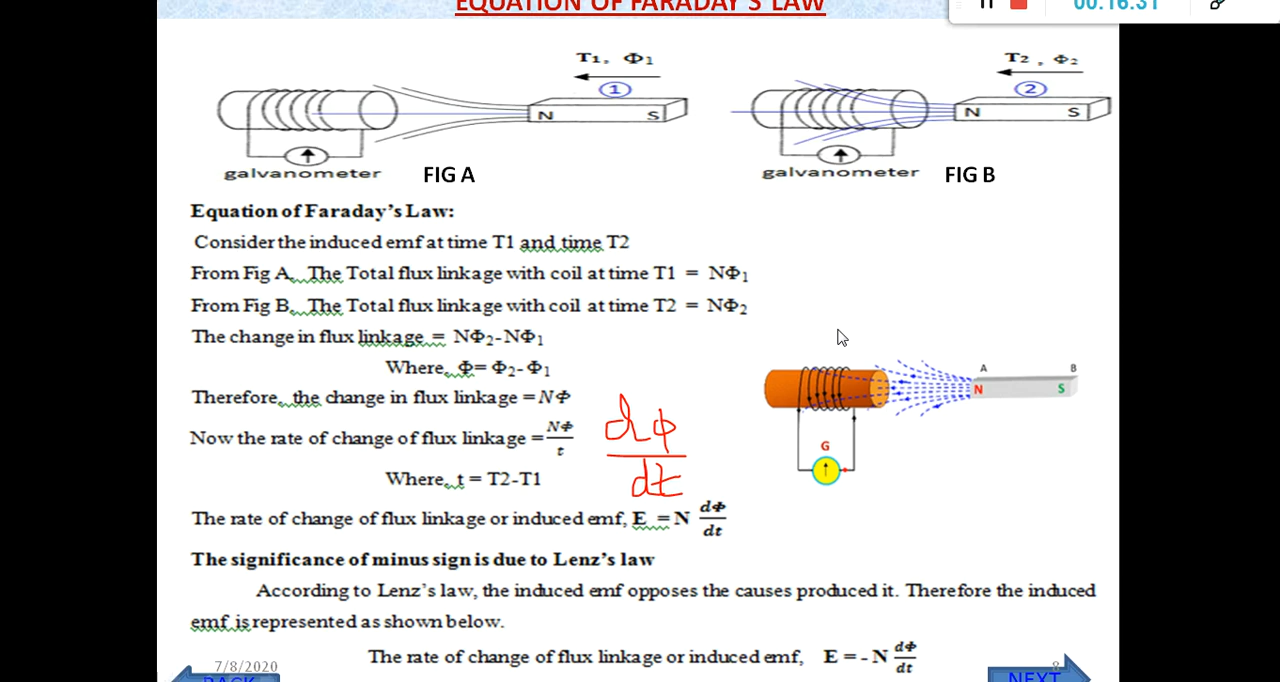 EQUATION OF FARADAY'S LAW
00:16:31
T1, Φ1
1
N S
galvanometer
FIG A
T2 , Φ2
2
N S
galvanometer
FIG B
Equation of Faraday's Law:
Consider the induced emf at time T1 and time T2
From Fig A, The Total flux linkage with coil at time T1 = NΦ1
From Fig B, The Total flux linkage with coil at time T2 = NΦ2
The change in flux linkage = NΦ2-NΦ1
Where, Φ= Φ2-Φ1
Therefore, the change in flux linkage =NΦ
Now the rate of change of flux linkage = NΦ/t
dφ/dt
Where, t = T2-T1
A B
N S
G
The rate of change of flux linkage or induced emf, E = N dΦ/dt
The significance of minus sign is due to Lenz's law
According to Lenz's law, the induced emf opposes the causes produced it. Therefore the induced
emf is represented as shown below.
The rate of change of flux linkage or induced emf, E = - N dΦ/dt
7/8/2020
8
BACK
NEXT